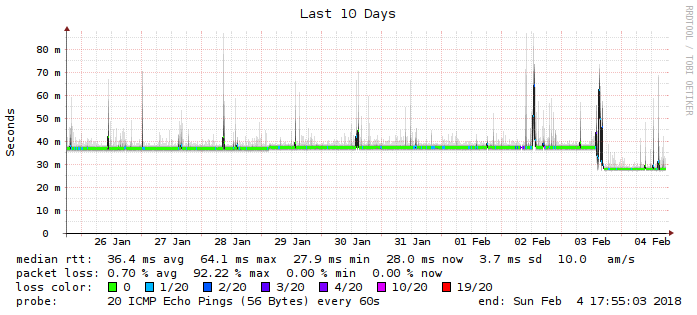 Last 10 Days
RRDTOOL / TOBI OETIKER
Seconds
80 m
70 m
60 m
50 m
40 m
30 m
20 m
10 m
0
26 Jan 27 Jan 28 Jan 29 Jan 30 Jan 31 Jan 01 Feb 02 Feb 03 Feb 04 Feb
median rtt: 36.4 ms avg 64.1 ms max 27.9 ms min 28.0 ms now 3.7 ms sd 10.0 am/s
packet loss: 0.70 % avg 92.22 % max 0.00 % min 0.00 % now
loss color: 0 1/20 2/20 3/20 4/20 10/20 19/20
probe: 20 ICMP Echo Pings (56 Bytes) every 60s end: Sun Feb 4 17:55:03 2018